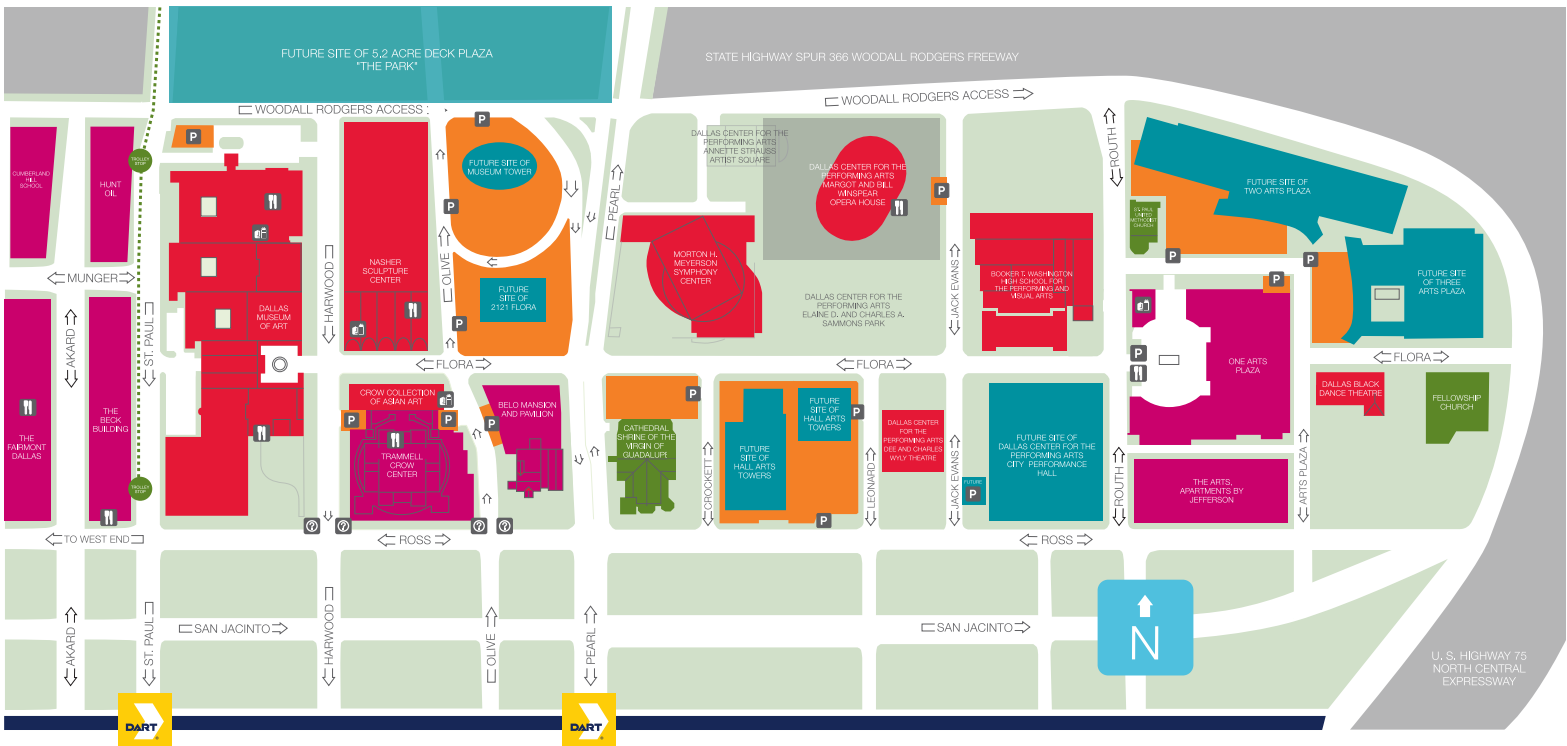 FUTURE SITE OF 5.2 ACRE DECK PLAZA
"THE PARK"
STATE HIGHWAY SPUR 366 WOODALL RODGERS FREEWAY
WOODALL RODGERS ACCESS
WOODALL RODGERS ACCESS
CUMBERLAND
HILL
SCHOOL
HUNT
OIL
TROLLEY
STOP
P
P
FUTURE SITE OF
MUSEUM TOWER
P
DALLAS CENTER FOR THE
PERFORMING ARTS
ANNETTE STRAUSS
ARTIST SQUARE
DALLAS CENTER FOR THE
PERFORMING ARTS
MARGOT AND BILL
WINSPEAR
OPERA HOUSE
P
ROUTH
FUTURE SITE OF
TWO ARTS PLAZA
ST. PAUL
UNITED
METHODIST
CHURCH
P
P
P
PEARL
MUNGER
NASHER
SCULPTURE
CENTER
HARWOOD
OLIVE
FUTURE
SITE OF
2121 FLORA
P
MORTON H.
MEYERSON
SYMPHONY
CENTER
JACK EVANS
BOOKER T. WASHINGTON
HIGH SCHOOL FOR
THE PERFORMING AND
VISUAL ARTS
FUTURE SITE
OF THREE
ARTS PLAZA
DALLAS CENTER FOR THE
PERFORMING ARTS
ELAINE D. AND CHARLES A.
SAMMONS PARK
DALLAS
MUSEUM
OF ART
AKARD
ST. PAUL
FLORA
FLORA
FLORA
P
ONE ARTS
PLAZA
THE
FAIRMONT
DALLAS
THE
BECK
BUILDING
CROW COLLECTION
OF ASIAN ART
P
P
TRAMMELL
CROW
CENTER
BELO MANSION
AND PAVILION
P
P
CATHEDRAL
SHRINE OF THE
VIRGIN OF
GUADALUPE
CROCKETT
FUTURE
SITE OF
HALL ARTS
TOWERS
FUTURE
SITE OF
HALL ARTS
TOWERS
P
P
LEONARD
DALLAS CENTER
FOR THE
PERFORMING ARTS
DEE AND CHARLES
WYLY THEATRE
JACK EVANS
FUTURE
P
FUTURE SITE OF
DALLAS CENTER FOR THE
PERFORMING ARTS
CITY PERFORMANCE
HALL
ROUTH
THE ARTS,
APARTMENTS BY
JEFFERSON
ARTS PLAZA
DALLAS BLACK
DANCE THEATRE
FELLOWSHIP
CHURCH
TROLLEY
STOP
?
?
?
?
TO WEST END
ROSS
ROSS
AKARD
ST. PAUL
SAN JACINTO
HARWOOD
OLIVE
PEARL
SAN JACINTO
N
U. S. HIGHWAY 75
NORTH CENTRAL
EXPRESSWAY
DART
DART